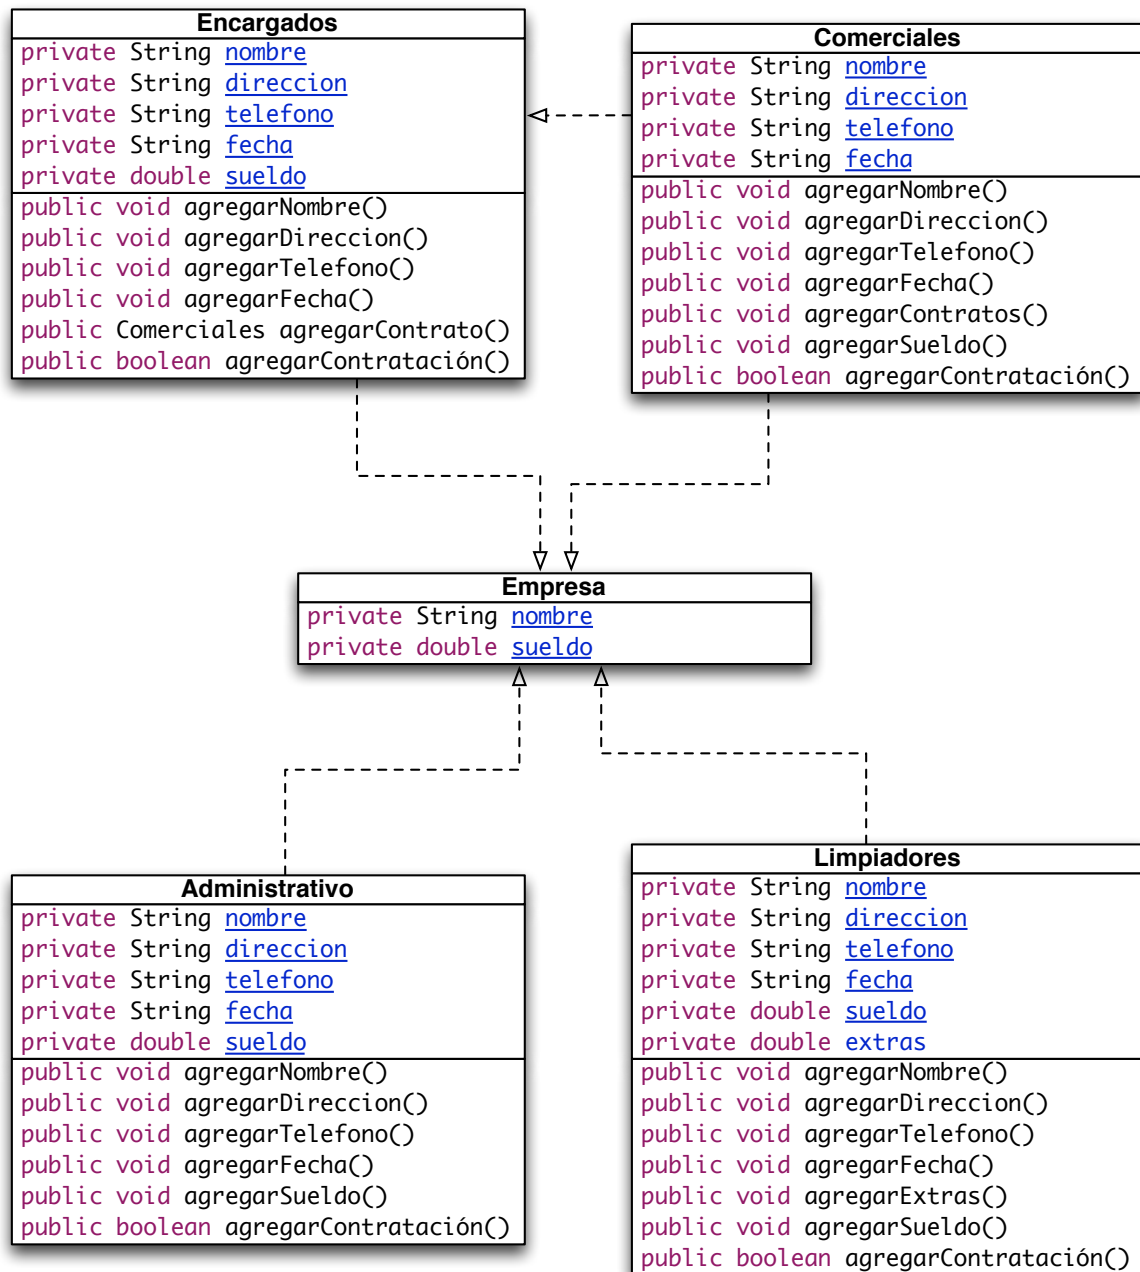 Encargados
private String nombre
private String direccion
private String telefono
private String fecha
private double sueldo
public void agregarNombre()
public void agregarDireccion()
public void agregarTelefono()
public void agregarFecha()
public Comerciales agregarContrato()
public boolean agregarContratación()
Comerciales
private String nombre
private String direccion
private String telefono
private String fecha
public void agregarNombre()
public void agregarDireccion()
public void agregarTelefono()
public void agregarFecha()
public void agregarContratos()
public void agregarSueldo()
public boolean agregarContratación()
Empresa
private String nombre
private double sueldo
Administrativo
private String nombre
private String direccion
private String telefono
private String fecha
private double sueldo
public void agregarNombre()
public void agregarDireccion()
public void agregarTelefono()
public void agregarFecha()
public void agregarSueldo()
public boolean agregarContratación()
Limpiadores
private String nombre
private String direccion
private String telefono
private String fecha
private double sueldo
private double extras
public void agregarNombre()
public void agregarDireccion()
public void agregarTelefono()
public void agregarFecha()
public void agregarExtras()
public void agregarSueldo()
public boolean agregarContratación()